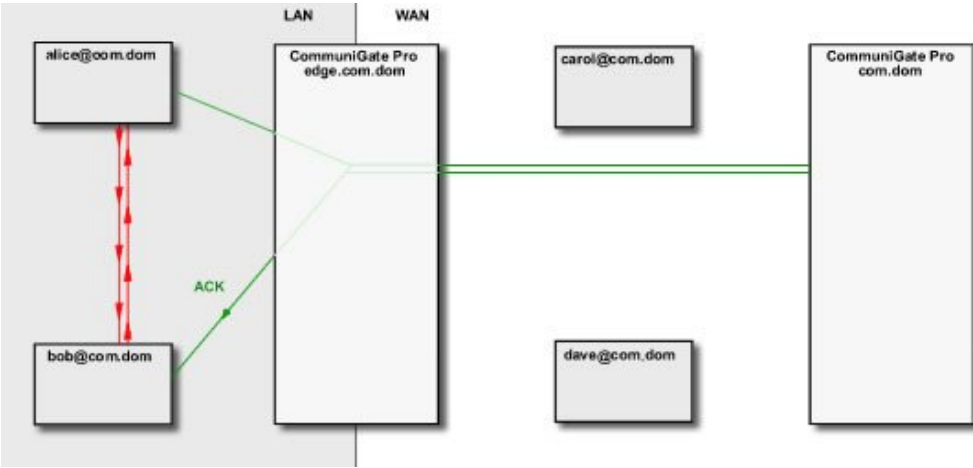 LAN
WAN
alice@com.dom
CommuniGate Pro
edge.com.dom
carol@com.dom
CommuniGate Pro
com.dom
ACK
bob@com.dom
dave@com.dom